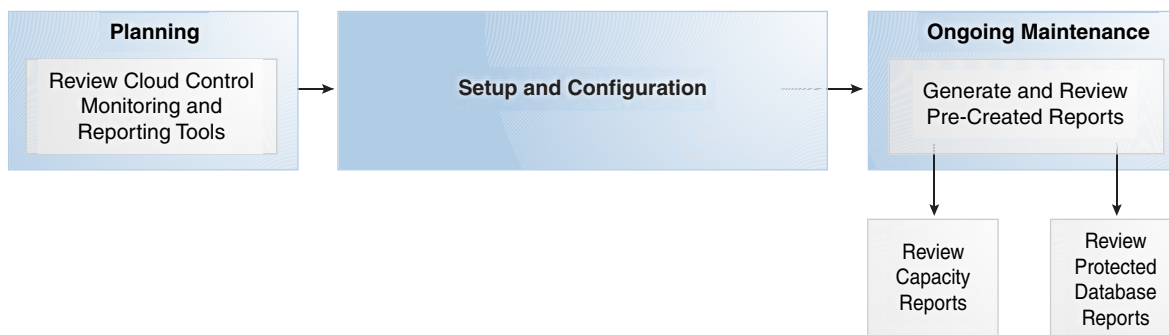 Planning
Review Cloud Control
Monitoring and
Reporting Tools
Setup and Configuration
Ongoing Maintenance
Generate and Review
Pre-Created Reports
Review
Capacity
Reports
Review
Protected
Database
Reports